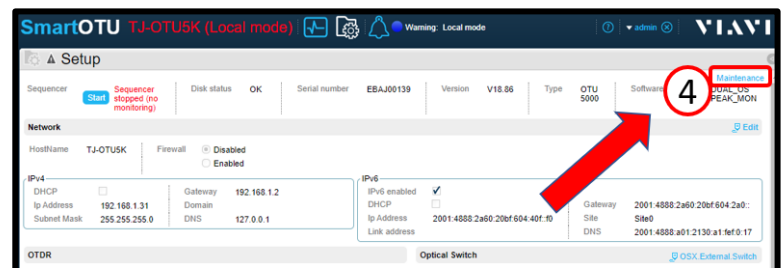 SmartOTU TJ-OTU5K (Local mode) Warning: Local mode ? admin VIAVI
Setup
Maintenance
Sequencer Start Sequencer stopped (no monitoring) Disk status OK Serial number EBAJ00139 Version V18.86 Type OTU 5000 Software DUAL_OS PEAK_MON
4
Network Edit
HostName TJ-OTU5K Firewall Disabled
Enabled
IPv4
DHCP Gateway 192.168.1.2
Ip Address 192.168.1.31 Domain
Subnet Mask 255.255.255.0 DNS 127.0.0.1
IPv6
IPv6 enabled
DHCP Gateway 2001:4888:2a60:20bf:604:2a0::
Ip Address 2001:4888:2a60:20bf:604:40f::f0 Site Site0
Link address DNS 2001:4888:a01:2130:a1:fef:0:17
OTDR Optical Switch OSX.External.Switch